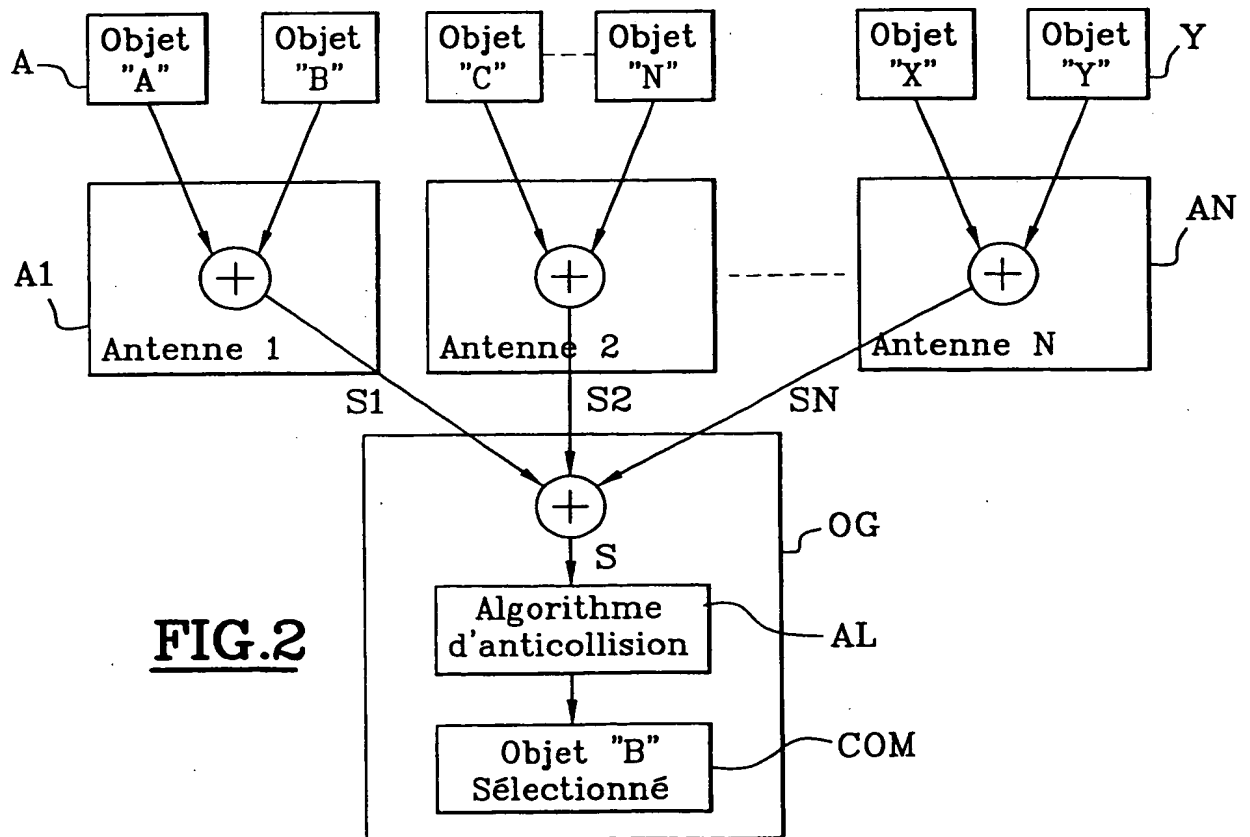 A
Objet
"A"
Objet
"B"
Objet
"C"
Objet
"N"
Objet
"X"
Objet
"Y"
Y
A1
Antenne 1
Antenne 2
Antenne N
AN
S1
S2
SN
OG
S
Algorithme
d'anticollision
AL
Objet "B"
Sélectionné
COM
FIG.2